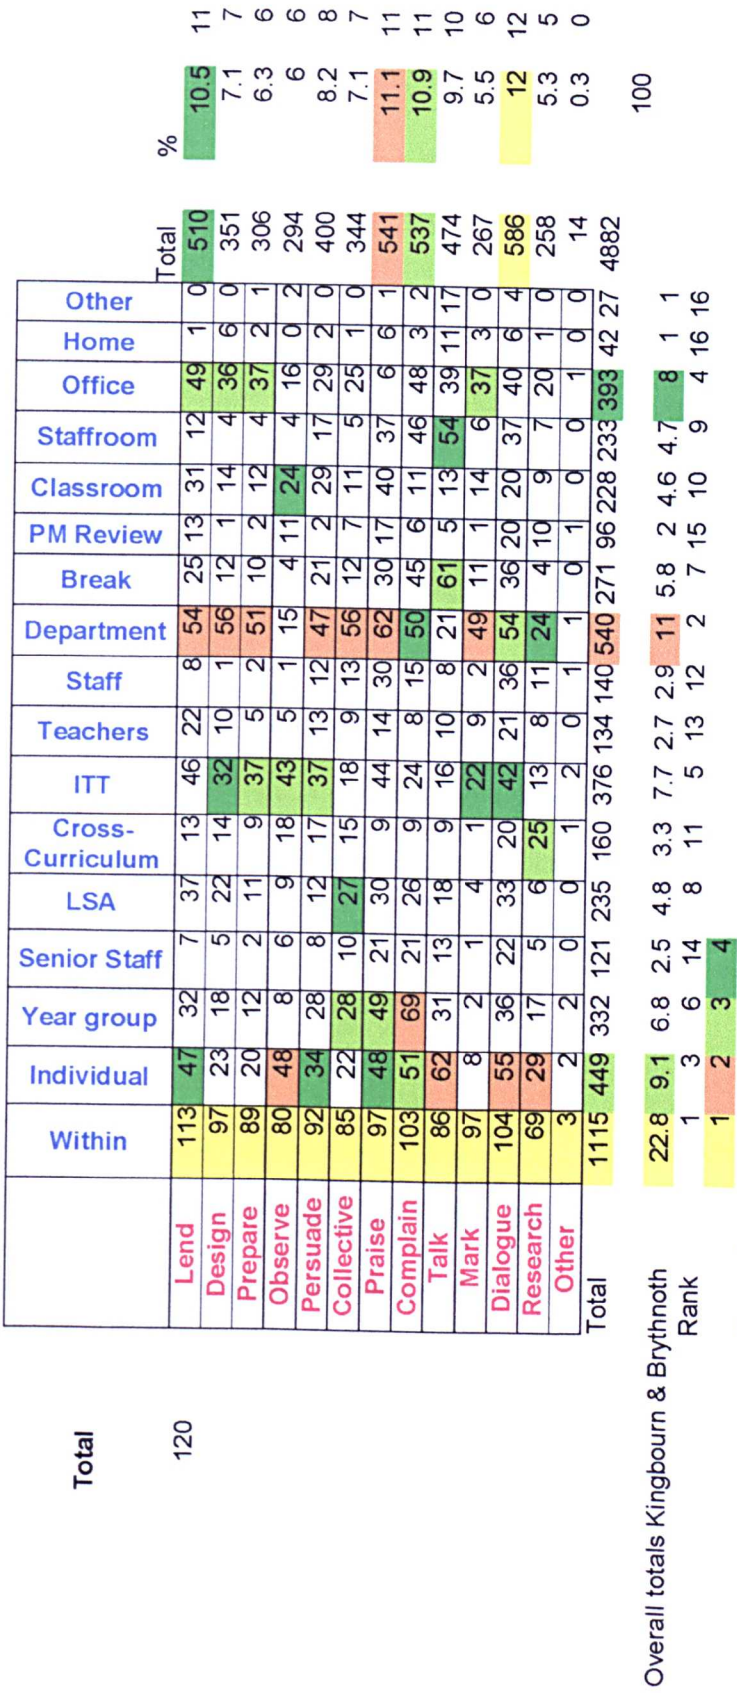 Total
120
Within Individual Year group Senior Staff LSA Cross-Curriculum ITT Teachers Staff Department Break PM Review Classroom Staffroom Office Home Other Total %
Lend 113 47 32 7 37 13 46 22 8 54 25 13 31 12 49 1 0 510 10.5 11
Design 97 23 18 5 22 14 32 10 1 56 12 1 14 4 36 6 0 351 7.1 7
Prepare 89 20 12 2 11 9 37 5 2 51 10 2 12 4 37 2 1 306 6.3 6
Observe 80 48 8 6 9 18 43 5 1 15 4 11 24 4 16 0 2 294 6 6
Persuade 92 34 28 8 12 17 37 13 12 47 21 2 29 17 29 2 0 400 8.2 8
Collective 85 22 28 10 27 15 18 9 13 56 12 7 11 5 25 1 0 344 7.1 7
Praise 97 48 49 21 30 9 44 14 30 62 30 17 40 37 6 6 1 541 11.1 11
Complain 103 51 69 21 26 9 24 8 15 50 45 6 11 46 48 3 2 537 10.9 11
Talk 86 62 31 13 18 9 16 10 8 21 61 5 13 54 39 11 17 474 9.7 10
Mark 97 8 2 1 4 1 22 9 2 49 11 1 14 6 37 3 0 267 5.5 6
Dialogue 104 55 36 22 33 20 42 21 36 54 36 20 20 37 40 6 4 586 12 12
Research 69 29 17 5 6 25 13 8 11 24 4 10 9 7 20 1 0 258 5.3 5
Other 3 2 2 0 0 1 2 0 1 1 0 1 0 0 1 0 0 14 0.3 0
Total 1115 449 332 121 235 160 376 134 140 540 271 96 228 233 393 42 27 4882
100
Overall totals Kingbourn & Brythnoth 22.8 9.1 6.8 2.5 4.8 3.3 7.7 2.7 2.9 11 5.8 2 4.6 4.7 8 1 1
Rank 1 3 6 14 8 11 5 13 12 2 7 15 10 9 4 16 16
1 2 3 4